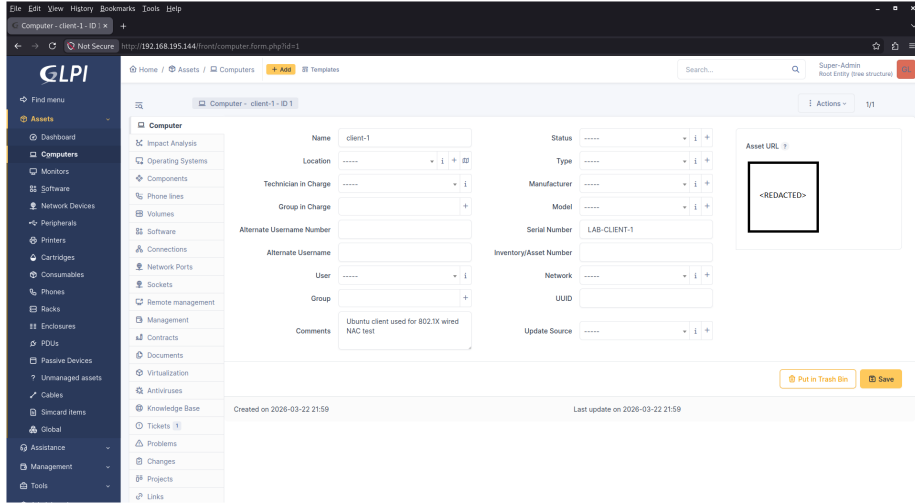 File Edit View History Bookmarks Tools Help
Computer - client-1 - ID 1
Not Secure http://192.168.195.144/front/computer.form.php?id=1
GLPI
Home / Assets / Computers + Add Templates
Search...
Super-Admin
Root Entity (tree structure)
Find menu
Assets
Dashboard
Computers
Monitors
Software
Network Devices
Peripherals
Printers
Cartridges
Consumables
Phones
Racks
Enclosures
PDUs
Passive Devices
Unmanaged assets
Cables
Simcard items
Global
Assistance
Management
Tools
Computer - client-1 - ID 1
Actions
1/1
Computer
Impact Analysis
Operating Systems
Components
Phone lines
Volumes
Software
Connections
Network Ports
Sockets
Remote management
Management
Contracts
Documents
Virtualization
Antiviruses
Knowledge Base
Tickets 1
Problems
Changes
Projects
Links
Name client-1
Location -----
Technician in Charge -----
Group in Charge
Alternate Username Number
Alternate Username
User -----
Group
Comments Ubuntu client used for 802.1X wired
NAC test
Status -----
Type -----
Manufacturer -----
Model -----
Serial Number LAB-CLIENT-1
Inventory/Asset Number
Network -----
UUID
Update Source -----
Asset URL ?
<REDACTED>
Put in Trash Bin
Save
Created on 2026-03-22 21:59
Last update on 2026-03-22 21:59